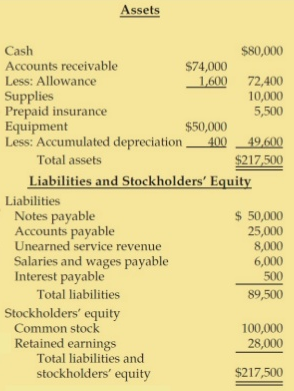 Assets
Cash $80,000
Accounts receivable $74,000
Less: Allowance 1,600 72,400
Supplies 10,000
Prepaid insurance 5,500
Equipment $50,000
Less: Accumulated depreciation 400 49,600
Total assets $217,500
Liabilities and Stockholders' Equity
Liabilities
Notes payable $ 50,000
Accounts payable 25,000
Unearned service revenue 8,000
Salaries and wages payable 6,000
Interest payable 500
Total liabilities 89,500
Stockholders' equity
Common stock 100,000
Retained earnings 28,000
Total liabilities and
stockholders' equity $217,500